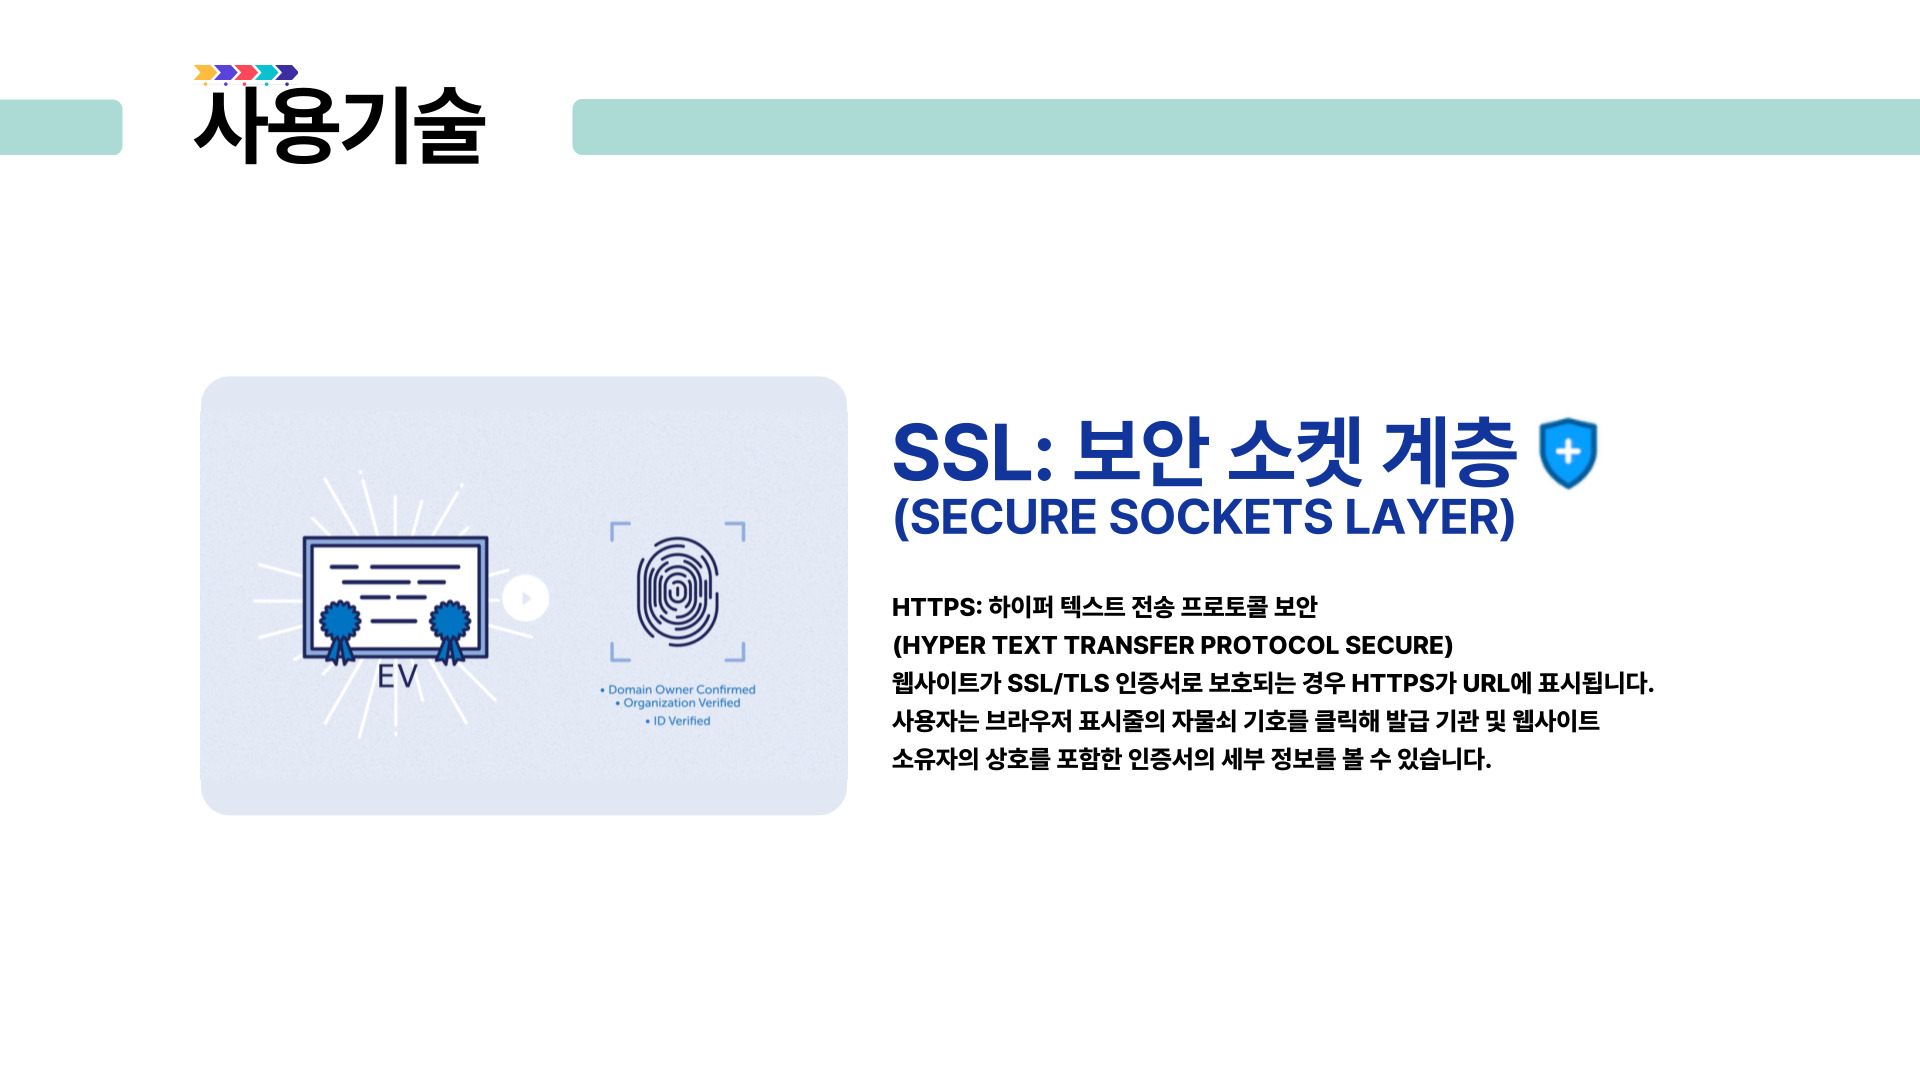 사용기술
EV
• Domain Owner Confirmed
• Organization Verified
• ID Verified
SSL: 보안 소켓 계층
(SECURE SOCKETS LAYER)
HTTPS: 하이퍼 텍스트 전송 프로토콜 보안
(HYPER TEXT TRANSFER PROTOCOL SECURE)
웹사이트가 SSL/TLS 인증서로 보호되는 경우 HTTPS가 URL에 표시됩니다.
사용자는 브라우저 표시줄의 자물쇠 기호를 클릭해 발급 기관 및 웹사이트
소유자의 상호를 포함한 인증서의 세부 정보를 볼 수 있습니다.